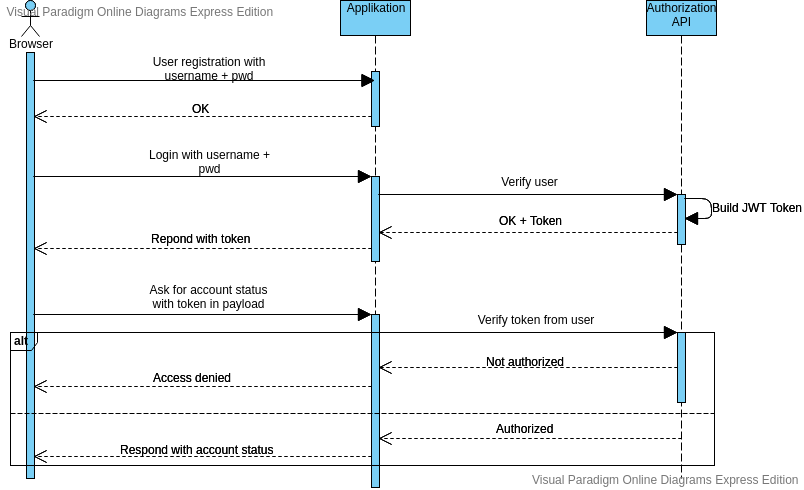 Visual Paradigm Online Diagrams Express Edition
Browser
Applikation
Authorization
API
User registration with
username + pwd
OK
Login with username +
pwd
Verify user
Build JWT Token
OK + Token
Repond with token
Ask for account status
with token in payload
Verify token from user
alt
Not authorized
Access denied
Authorized
Respond with account status
Visual Paradigm Online Diagrams Express Edition